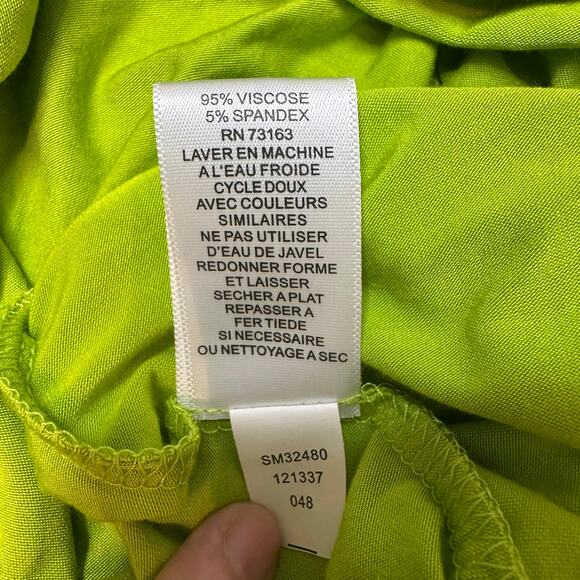 95% VISCOSE
5% SPANDEX
RN 73163
LAVER EN MACHINE
A L'EAU FROIDE
CYCLE DOUX
AVEC COULEURS
SIMILAIRES
NE PAS UTILISER
D'EAU DE JAVEL
REDONNER FORME
ET LAISSER
SECHER A PLAT
REPASSER A
FER TIEDE
SI NECESSAIRE
OU NETTOYAGE A SEC
SM32480
121337
048